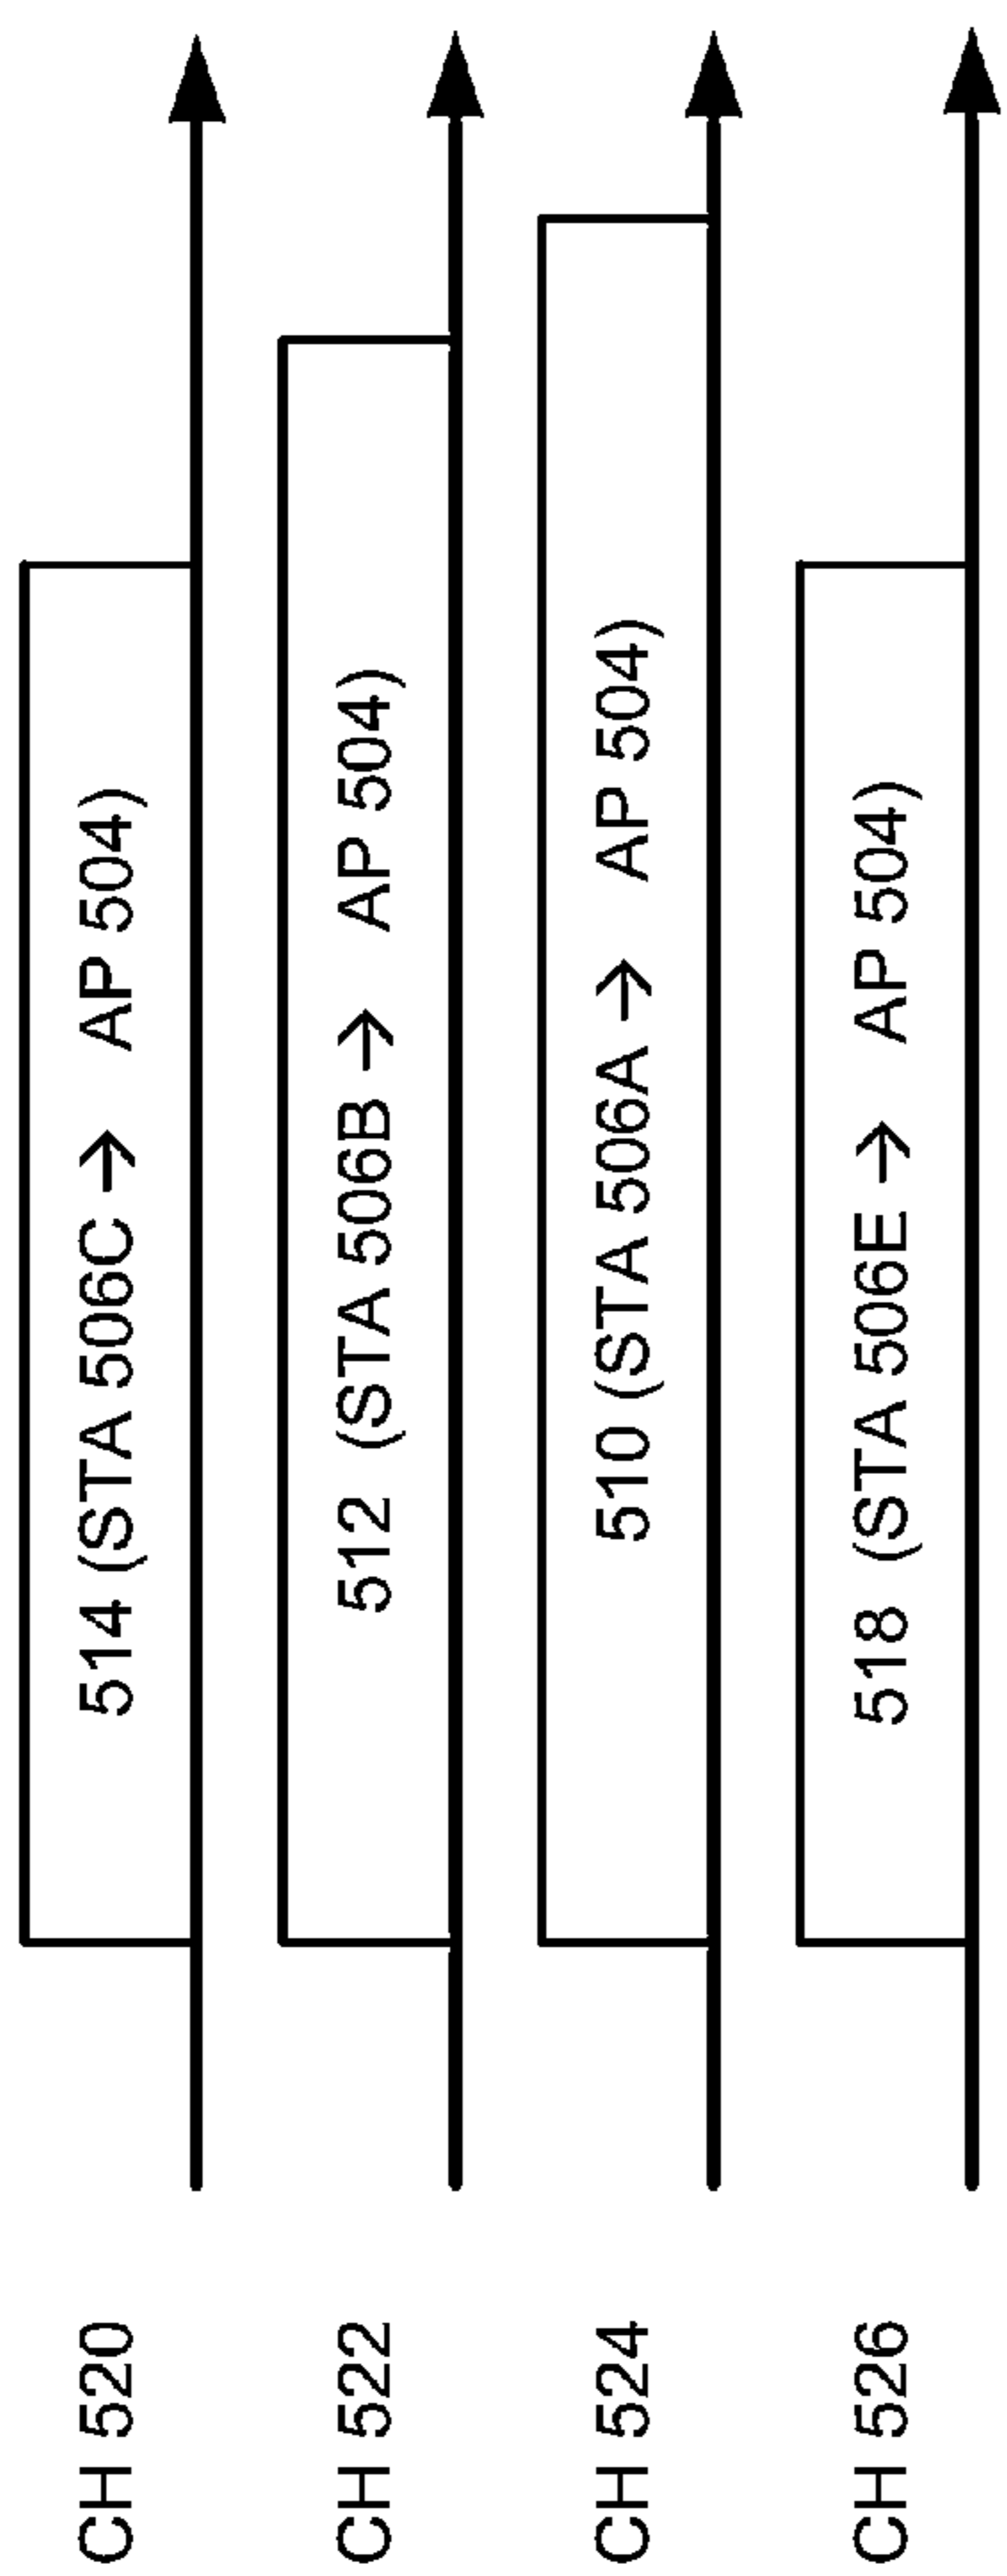 CH 520
514 (STA 506C → AP 504)
CH 522
512 (STA 506B → AP 504)
CH 524
510 (STA 506A → AP 504)
CH 526
518 (STA 506E → AP 504)